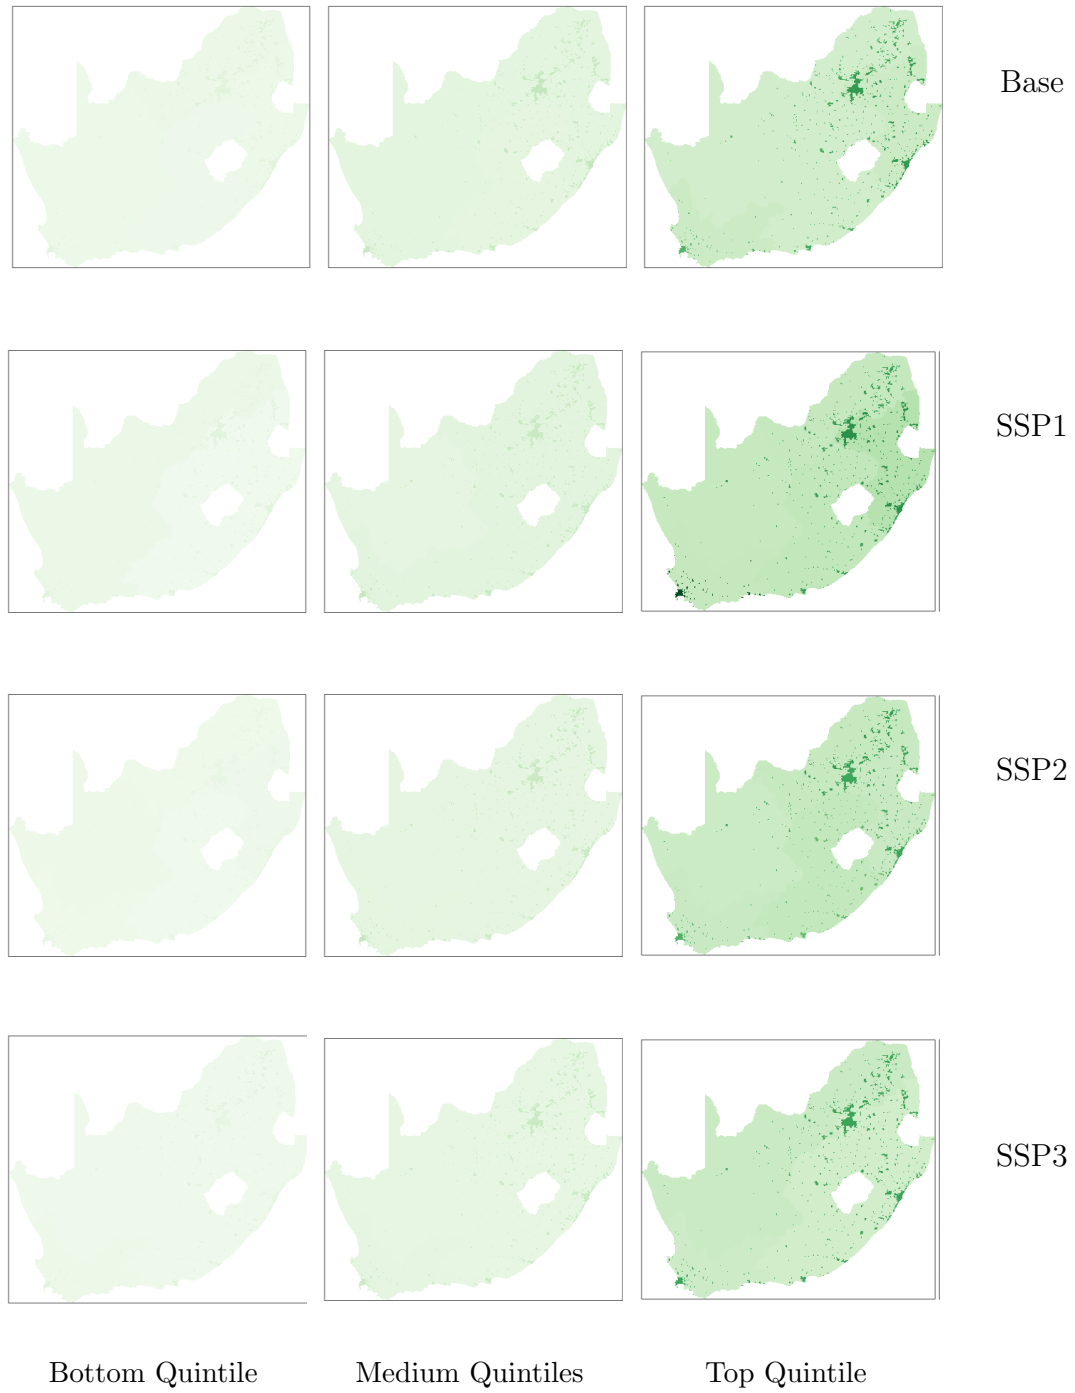 Base
SSP1
SSP2
SSP3
Bottom Quintile
Medium Quintiles
Top Quintile